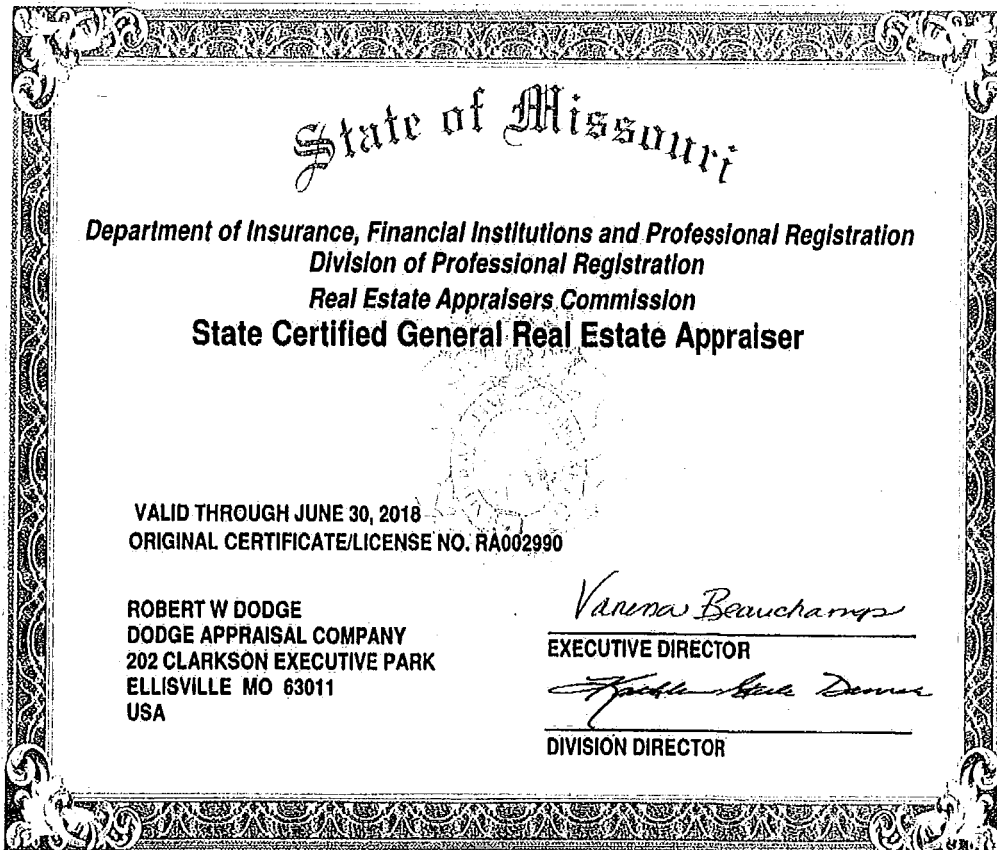 State of Missouri
Department of Insurance, Financial Institutions and Professional Registration
Division of Professional Registration
Real Estate Appraisers Commission
State Certified General Real Estate Appraiser
VALID THROUGH JUNE 30, 2018
ORIGINAL CERTIFICATE/LICENSE NO. RA002990
ROBERT W DODGE
DODGE APPRAISAL COMPANY
202 CLARKSON EXECUTIVE PARK
ELLISVILLE MO 63011
USA
Vanena Beauchamp
EXECUTIVE DIRECTOR
DIVISION DIRECTOR